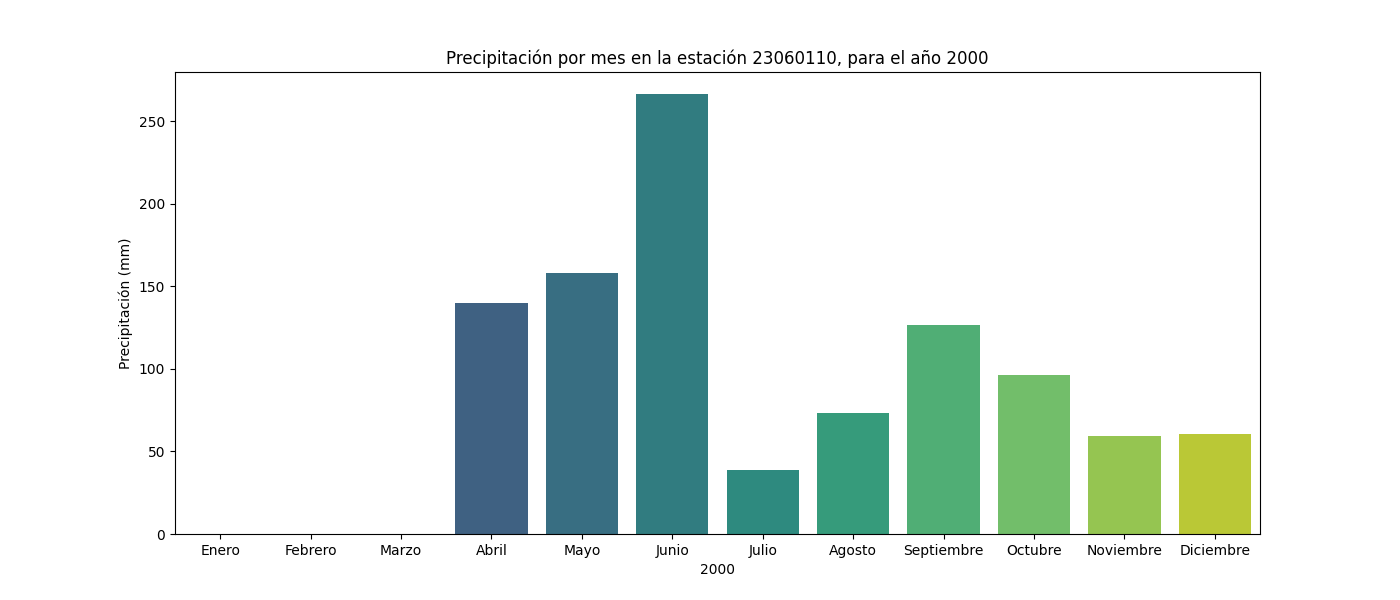 Precipitación por mes en la estación 23060110, para el año 2000
Precipitación (mm)
250
200
150
100
50
0
Enero Febrero Marzo Abril Mayo Junio Julio Agosto Septiembre Octubre Noviembre Diciembre
2000